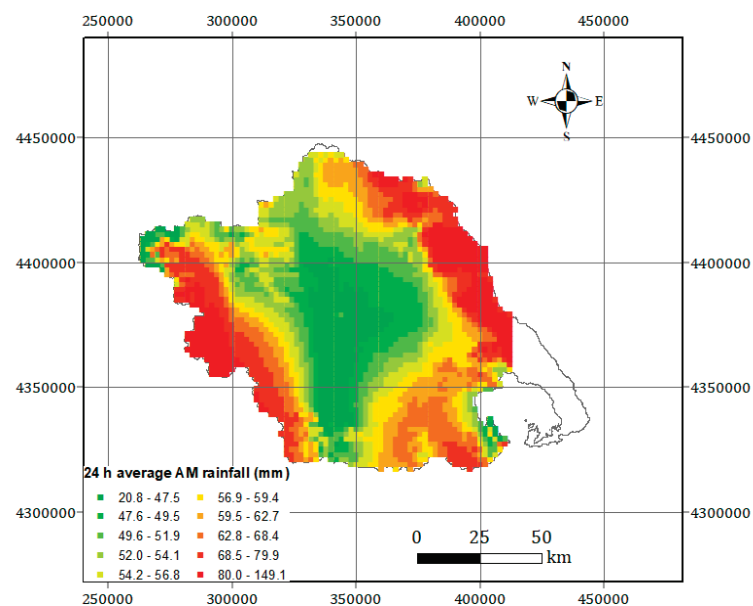 250000 300000 350000 400000 450000
N
W E
S
4450000 4450000
4400000 4400000
4350000 4350000
24 h average AM rainfall (mm)
20.8 - 47.5 56.9 - 59.4
47.6 - 49.5 59.5 - 62.7
49.6 - 51.9 62.8 - 68.4
52.0 - 54.1 68.5 - 79.9
54.2 - 56.8 80.0 - 149.1
4300000 4300000
0 25 50
km
250000 300000 350000 400000 450000